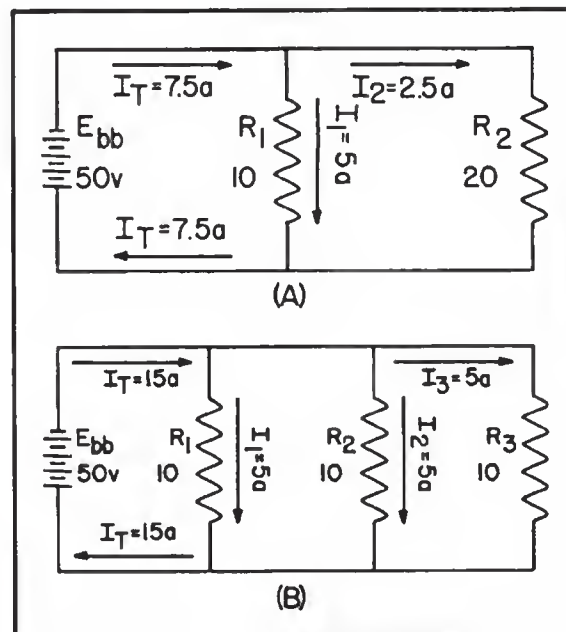 I_T=7.5a I_2=2.5a
E_bb R_1 I_1=5a R_2
50v 10 20
I_T=7.5a
(A)
I_T=15a I_3=5a
E_bb R_1 I_1=5a R_2 I_2=5a R_3
50v 10 10 10
I_T=15a
(B)